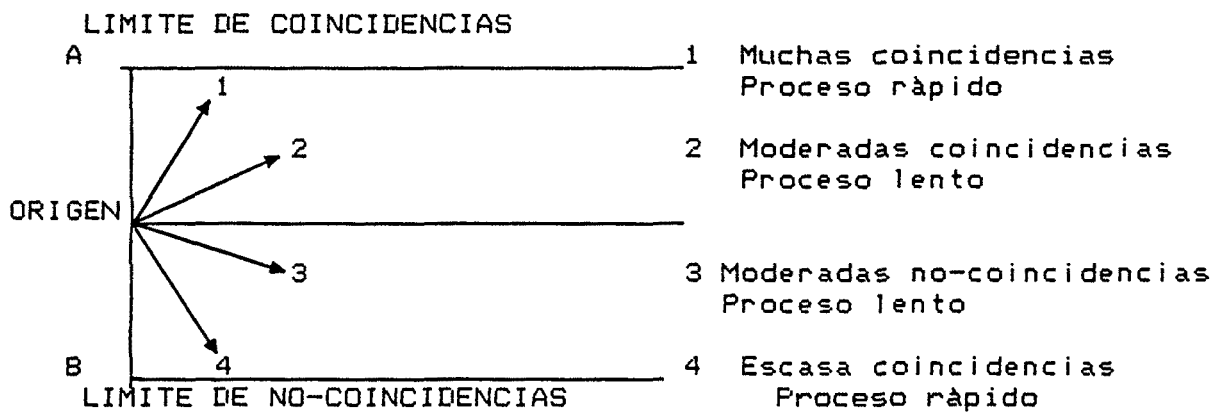 LIMITE DE COINCIDENCIAS
A
1 Muchas coincidencias
Proceso ràpido
1
2
2 Moderadas coincidencias
Proceso lento
ORIGEN
3
3 Moderadas no-coincidencias
Proceso lento
B
4
4 Escasa coincidencias
Proceso ràpido
LIMITE DE NO-COINCIDENCIAS